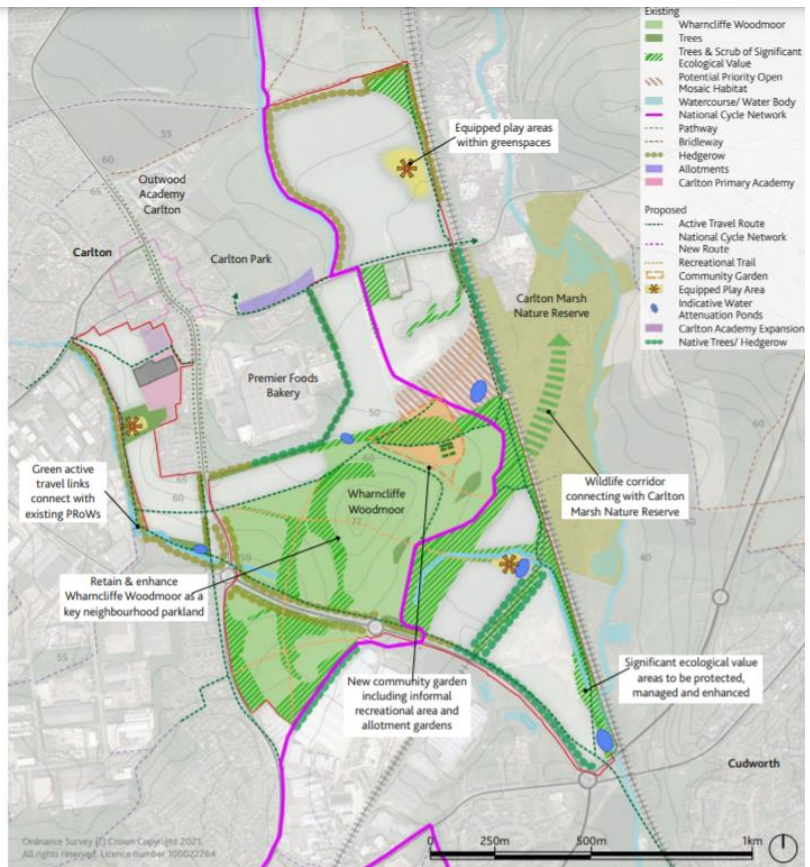 Existing
Wharncliffe Woodmoor
Trees
Trees & Scrub of Significant
Ecological Value
Potential Priority Open
Mosaic Habitat
Watercourse/ Water Body
National Cycle Network
Pathway
Bridleway
Hedgerow
Allotments
Carlton Primary Academy
Proposed
Active Travel Route
National Cycle Network
New Route
Recreational Trail
Community Garden
Equipped Play Area
Indicative Water
Attenuation Ponds
Carlton Academy Expansion
Native Trees/ Hedgerow
Equipped play areas
within greenspaces
55
60
65
Outwood
Academy
Carlton
Carlton
Carlton Park
Carlton Marsh
Nature Reserve
Premier Foods
Bakery
50
60
Wildlife corridor
connecting with Carlton
Marsh Nature Reserve
Green active
travel links
connect with
existing PRoWs
Wharncliffe
Woodmoor
77
65
60
50
40
Retain & enhance
Wharncliffe Woodmoor as a
key neighbourhood parkland
New community garden
including informal
recreational area and
allotment gardens
Significant ecological value
areas to be protected,
managed and enhanced
55
Cudworth
Ordnance Survey (c) Crown Copyright 2021.
All rights reserved. Licence number 100022264
0 250m 500m 1km